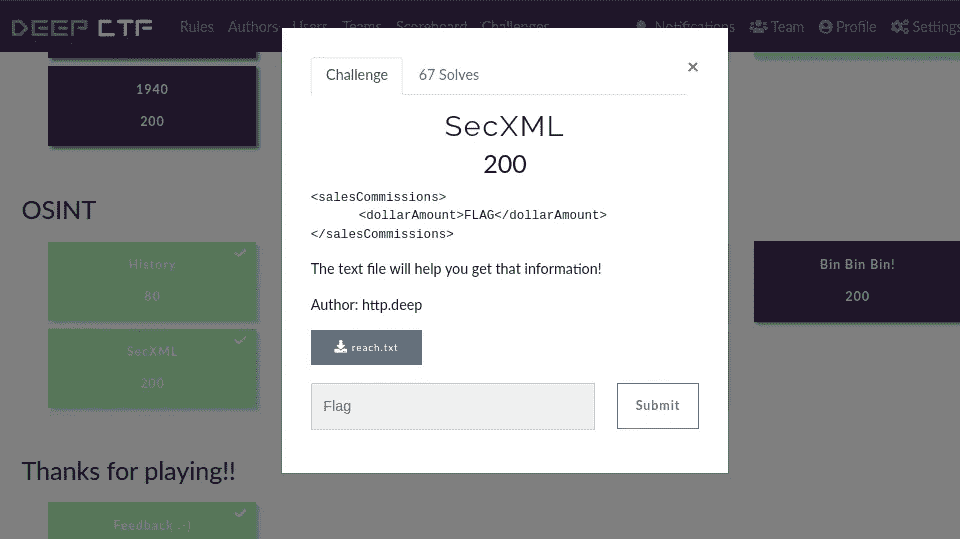 DEEP CTF Rules Authors Users Teams Scoreboard Challenges Notifications Team Profile Settings
1940
200
OSINT
History
80
SecXML
200
Bin Bin Bin!
200
Thanks for playing!!
Feedback :-)
Challenge 67 Solves ×
SecXML
200
<salesCommissions>
<dollarAmount>FLAG</dollarAmount>
</salesCommissions>
The text file will help you get that information!
Author: http.deep
reach.txt
Flag Submit